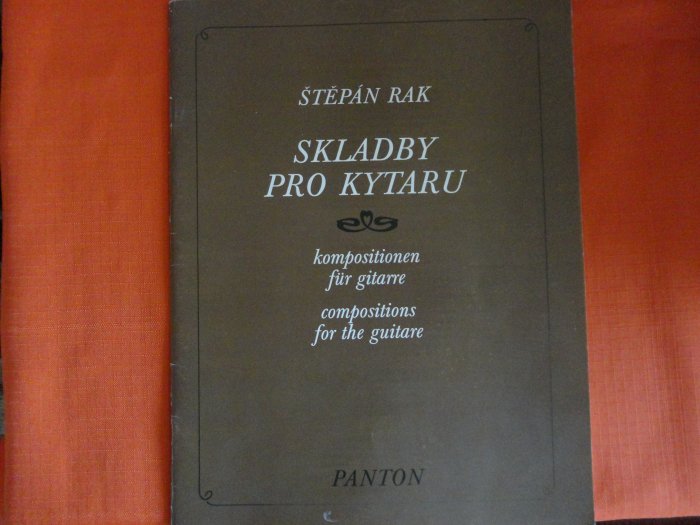 ŠTĚPÁN RAK
SKLADBY
PRO KYTARU
kompositionen
für gitarre
compositions
for the guitare
PANTON